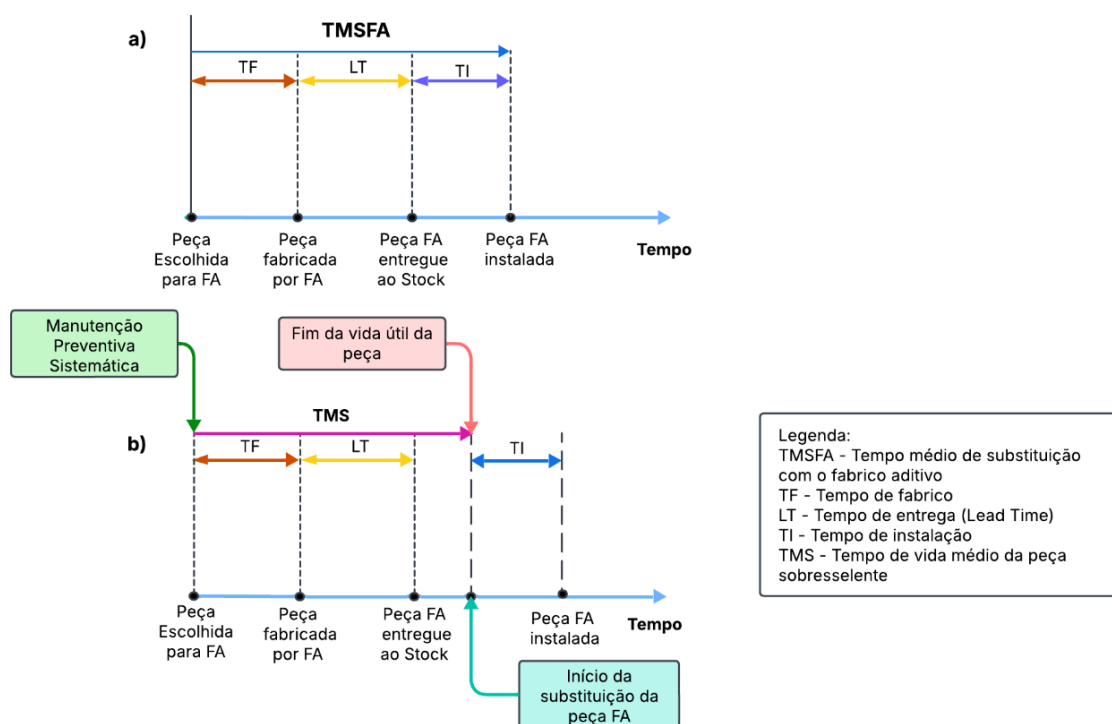 a)
TMSFA
TF
LT
TI
Peça
Escolhida
para FA
Peça
fabricada
por FA
Peça FA
entregue
ao Stock
Peça FA
instalada
Tempo
Manutenção
Preventiva
Sistemática
Fim da vida útil da
peça
b)
TMS
TF
LT
TI
Peça
Escolhida
para FA
Peça
fabricada
por FA
Peça FA
entregue
ao Stock
Peça FA
instalada
Tempo
Início da
substituição da
peça FA
Legenda:
TMSFA - Tempo médio de substituição
com o fabrico aditivo
TF - Tempo de fabrico
LT - Tempo de entrega (Lead Time)
TI - Tempo de instalação
TMS - Tempo de vida médio da peça
sobresselente